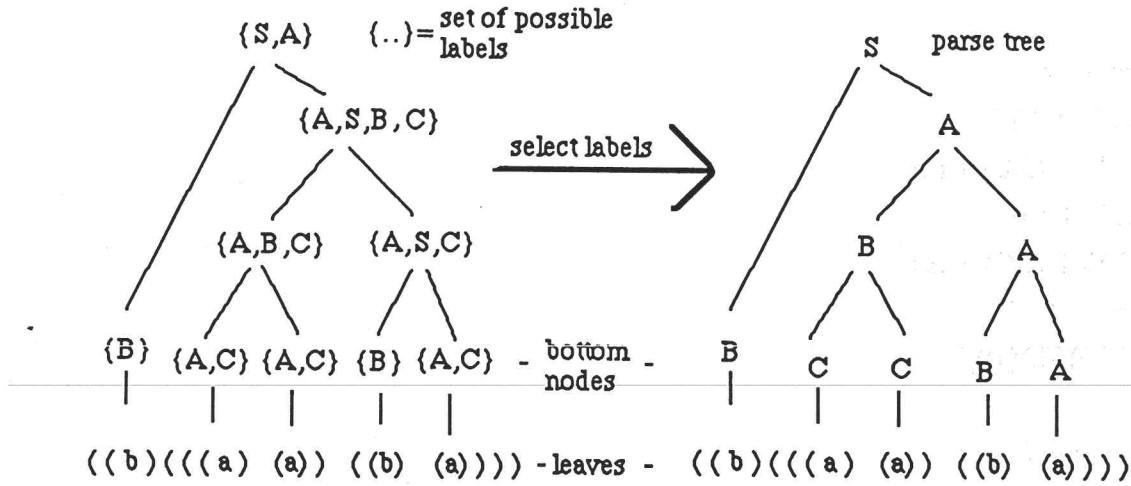 {S,A} {..}= set of possible labels S parse tree
{A,S,B,C} A
select labels
{A,B,C} {A,S,C} B A
{B} {A,C} {A,C} {B} {A,C} - bottom nodes - B C C B A
((b)(((a) (a)) ((b) (a)))) - leaves - ((b)(((a) (a)) ((b) (a))))